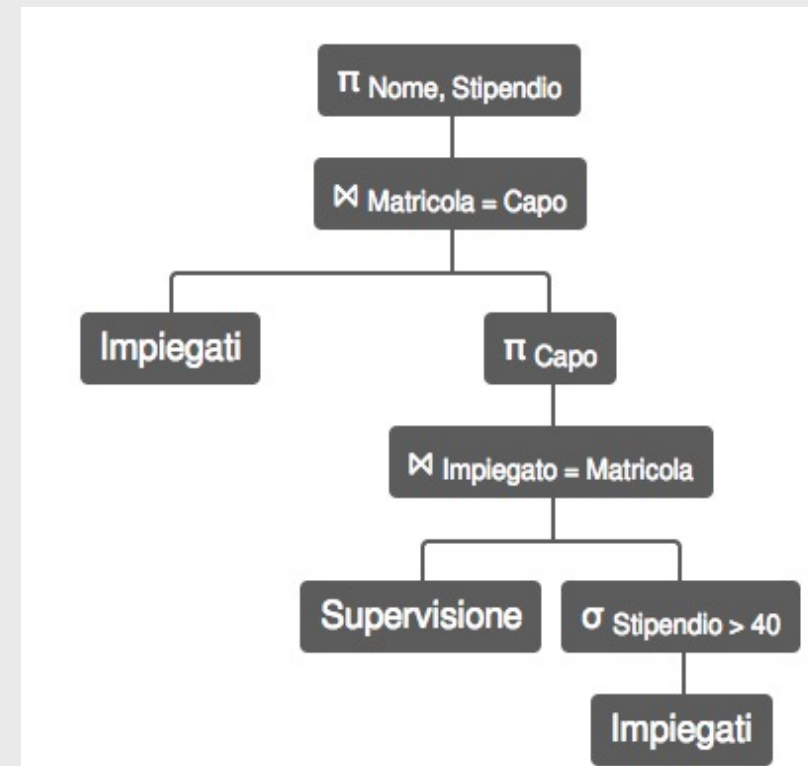 π Nome, Stipendio
⋈ Matricola = Capo
Impiegati
π Capo
⋈ Impiegato = Matricola
Supervisione
σ Stipendio > 40
Impiegati